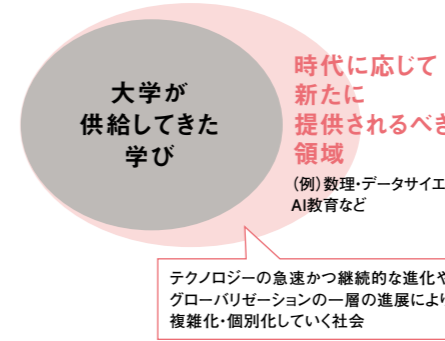 大学が
供給してきた
学び
時代に応じて
新たに
提供されるべき
領域
(例)数理・データサイエ
AI教育など
テクノロジーの急速かつ継続的な進化や
グローバリゼーションの一層の進展により
複雑化・個別化していく社会